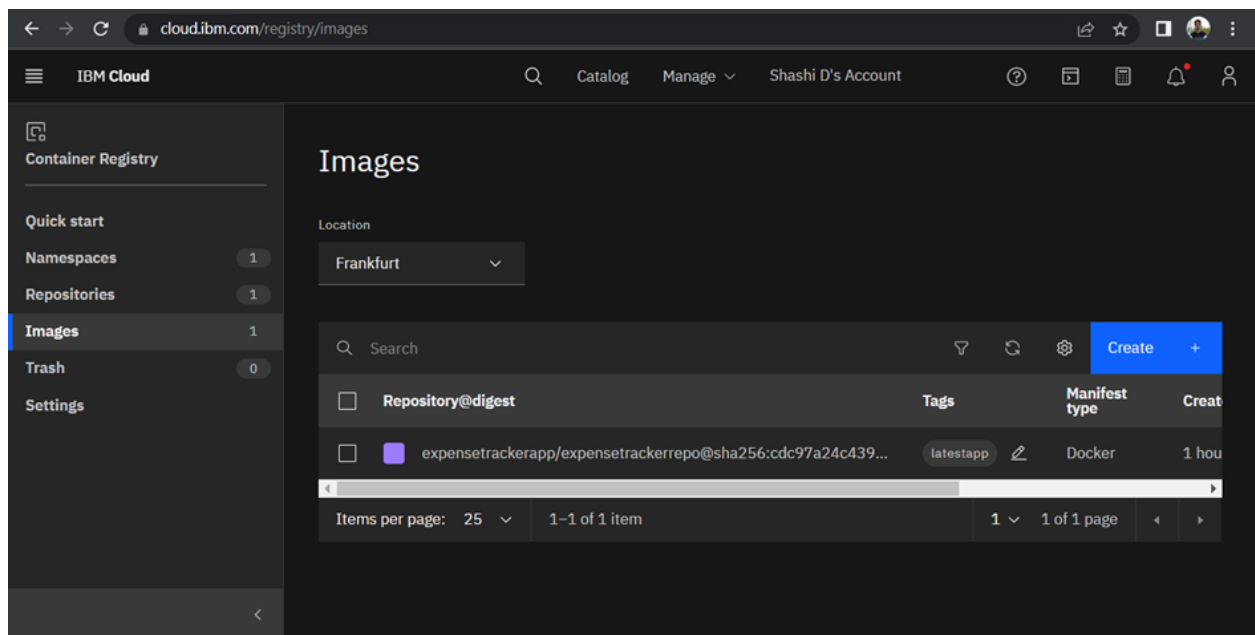 cloud.ibm.com/registry/images
IBM Cloud
Catalog
Manage
Shashi D's Account
Container Registry
Quick start
Namespaces 1
Repositories 1
Images 1
Trash 0
Settings
Images
Location
Frankfurt
Search
Create +
Repository@digest Tags Manifest type Creat
expensetrackerapp/expensetrackerrepo@sha256:cdc97a24c439... latestapp Docker 1 hou
Items per page: 25 1–1 of 1 item 1 1 of 1 page